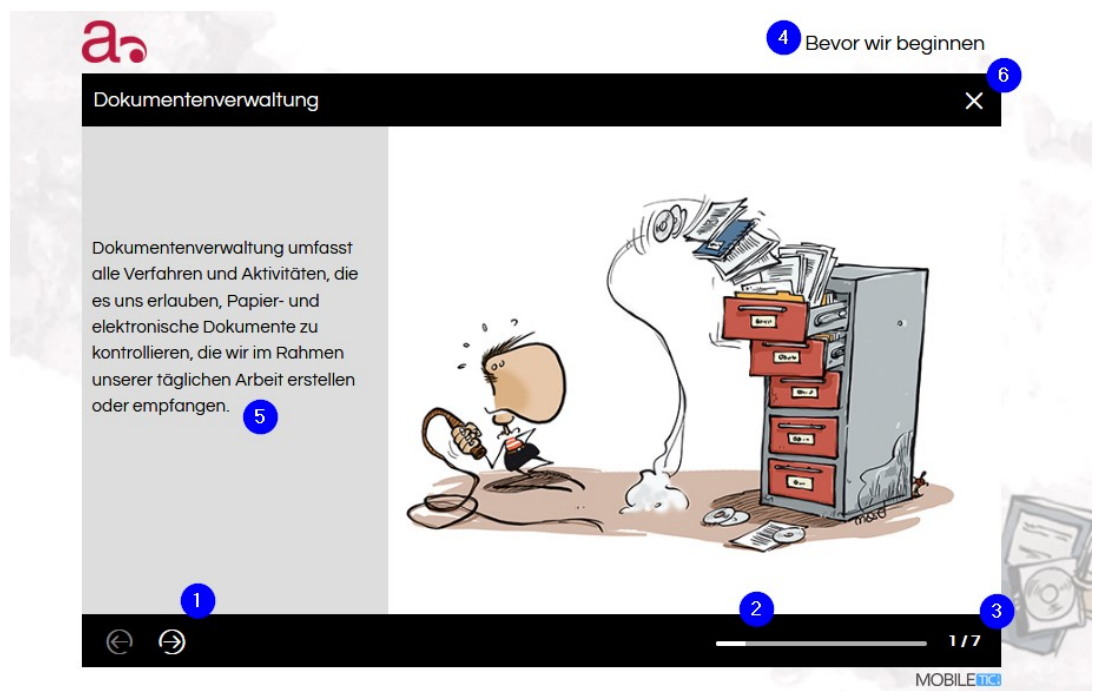 a
4 Bevor wir beginnen
6
Dokumentenverwaltung
Dokumentenverwaltung umfasst
alle Verfahren und Aktivitäten, die
es uns erlauben, Papier- und
elektronische Dokumente zu
kontrollieren, die wir im Rahmen
unserer täglichen Arbeit erstellen
oder empfangen.
5
1
2
3
1 / 7
MOBILETIC